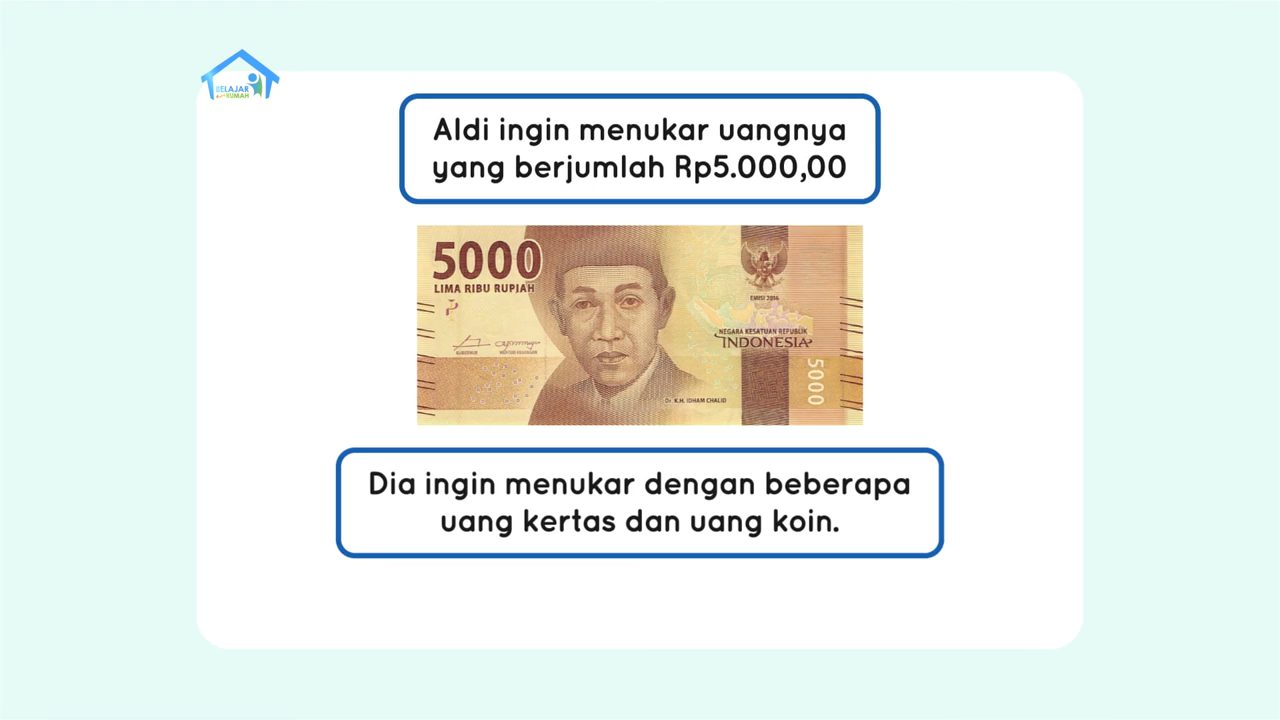 BELAJAR
RUMAH
Aldi ingin menukar uangnya
yang berjumlah Rp5.000,00
5000
LIMA RIBU RUPIAH
EMISI 2016
NEGARA KESATUAN REPUBLIK
INDONESIA
GUBERNUR
5000
Dr. K.H. IDHAM CHALID
Dia ingin menukar dengan beberapa
uang kertas dan uang koin.